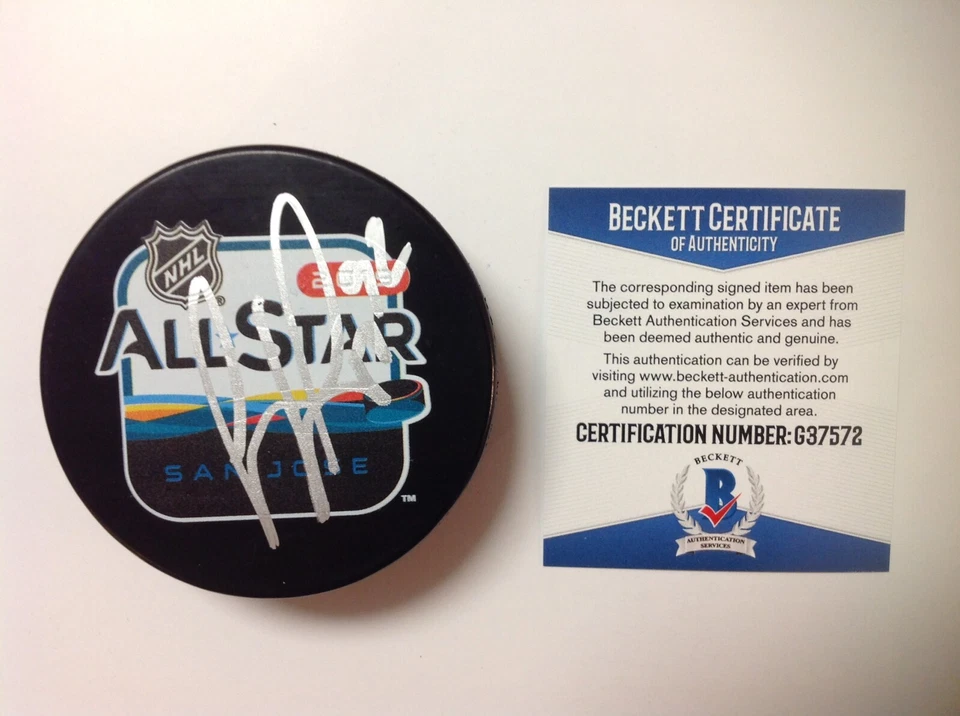 NHL
®
2019
ALL STAR
SAN JOSE
™
BECKETT CERTIFICATE
OF AUTHENTICITY
The corresponding signed item has been
subjected to examination by an expert from
Beckett Authentication Services and has
been deemed authentic and genuine.
This authentication can be verified by
visiting www.beckett-authentication.com
and utilizing the below authentication
number in the designated area.
CERTIFICATION NUMBER: G37572
BECKETT
B
AUTHENTICATION
SERVICES